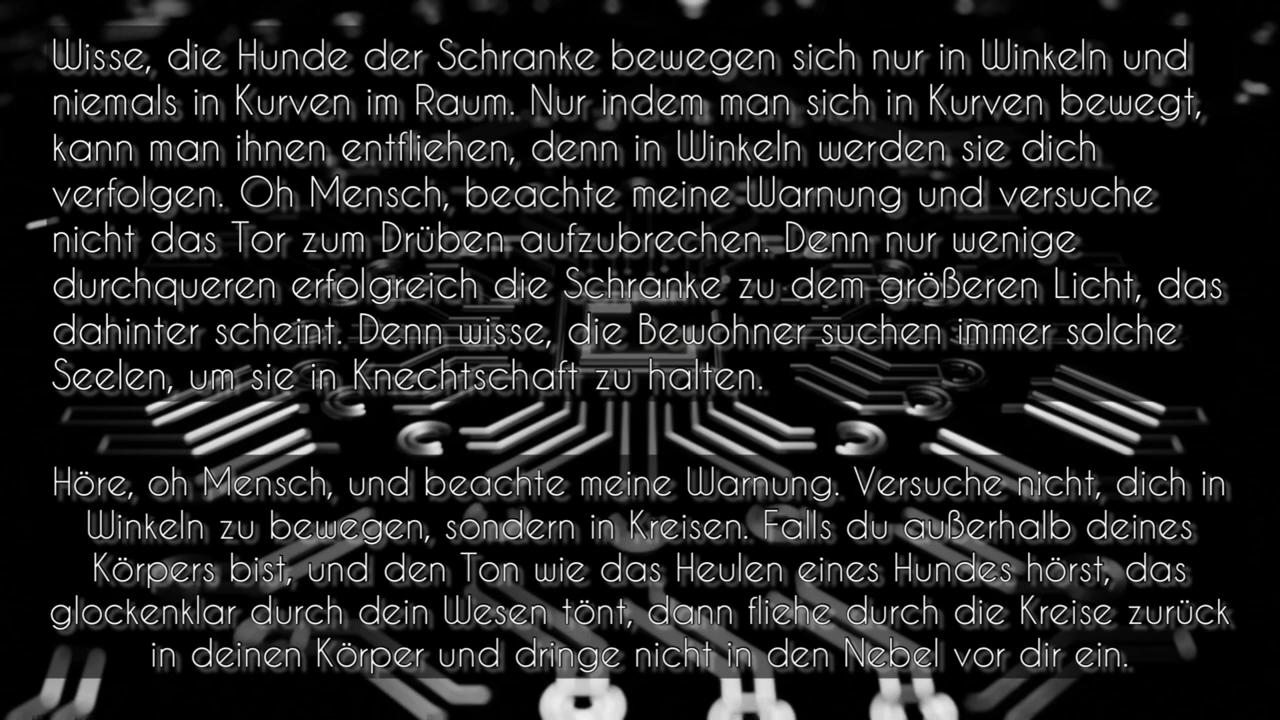 Wisse, die Hunde der Schranke bewegen sich nur in Winkeln und
niemals in Kurven im Raum. Nur indem man sich in Kurven bewegt,
kann man ihnen entfliehen, denn in Winkeln werden sie dich
verfolgen. Oh Mensch, beachte meine Warnung und versuche
nicht das Tor zum Drüben aufzubrechen. Denn nur wenige
durchqueren erfolgreich die Schranke zu dem größeren Licht, das
dahinter scheint. Denn wisse, die Bewohner suchen immer solche
Seelen, um sie in Knechtschaft zu halten.
Höre, oh Mensch, und beachte meine Warnung. Versuche nicht, dich in
Winkeln zu bewegen, sondern in Kreisen. Falls du außerhalb deines
Körpers bist, und den Ton wie das Heulen eines Hundes hörst, das
glockenklar durch dein Wesen tönt, dann fliehe durch die Kreise zurück
in deinen Körper und dringe nicht in den Nebel vor dir ein.